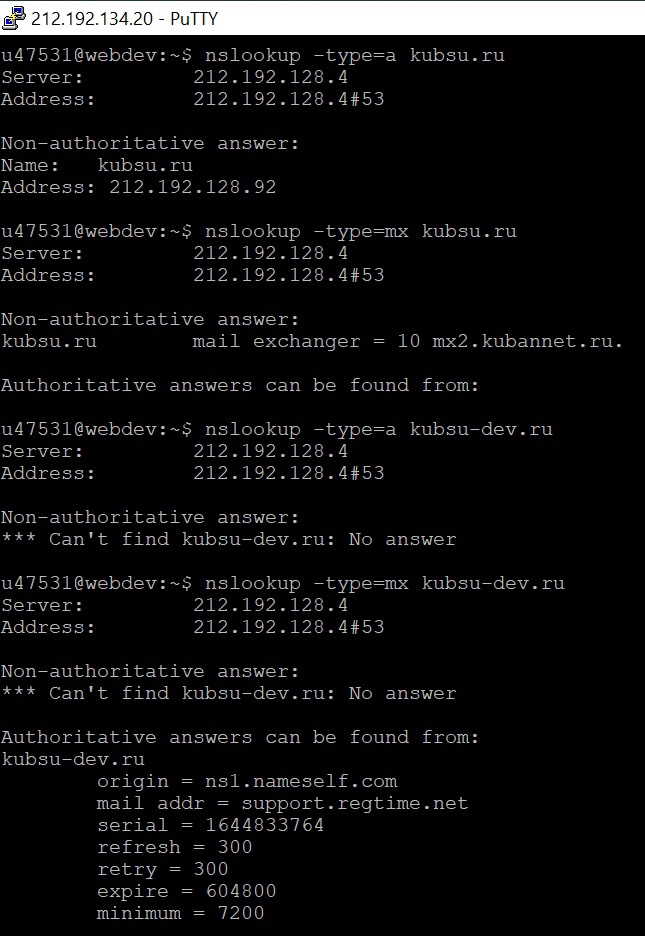 212.192.134.20 - PuTTY
u47531@webdev:~$ nslookup -type=a kubsu.ru
Server:         212.192.128.4
Address:        212.192.128.4#53
Non-authoritative answer:
Name:   kubsu.ru
Address: 212.192.128.92
u47531@webdev:~$ nslookup -type=mx kubsu.ru
Server:         212.192.128.4
Address:        212.192.128.4#53
Non-authoritative answer:
kubsu.ru        mail exchanger = 10 mx2.kubannet.ru.
Authoritative answers can be found from:
u47531@webdev:~$ nslookup -type=a kubsu-dev.ru
Server:         212.192.128.4
Address:        212.192.128.4#53
Non-authoritative answer:
*** Can't find kubsu-dev.ru: No answer
u47531@webdev:~$ nslookup -type=mx kubsu-dev.ru
Server:         212.192.128.4
Address:        212.192.128.4#53
Non-authoritative answer:
*** Can't find kubsu-dev.ru: No answer
Authoritative answers can be found from:
kubsu-dev.ru
        origin = ns1.nameself.com
        mail addr = support.regtime.net
        serial = 1644833764
        refresh = 300
        retry = 300
        expire = 604800
        minimum = 7200